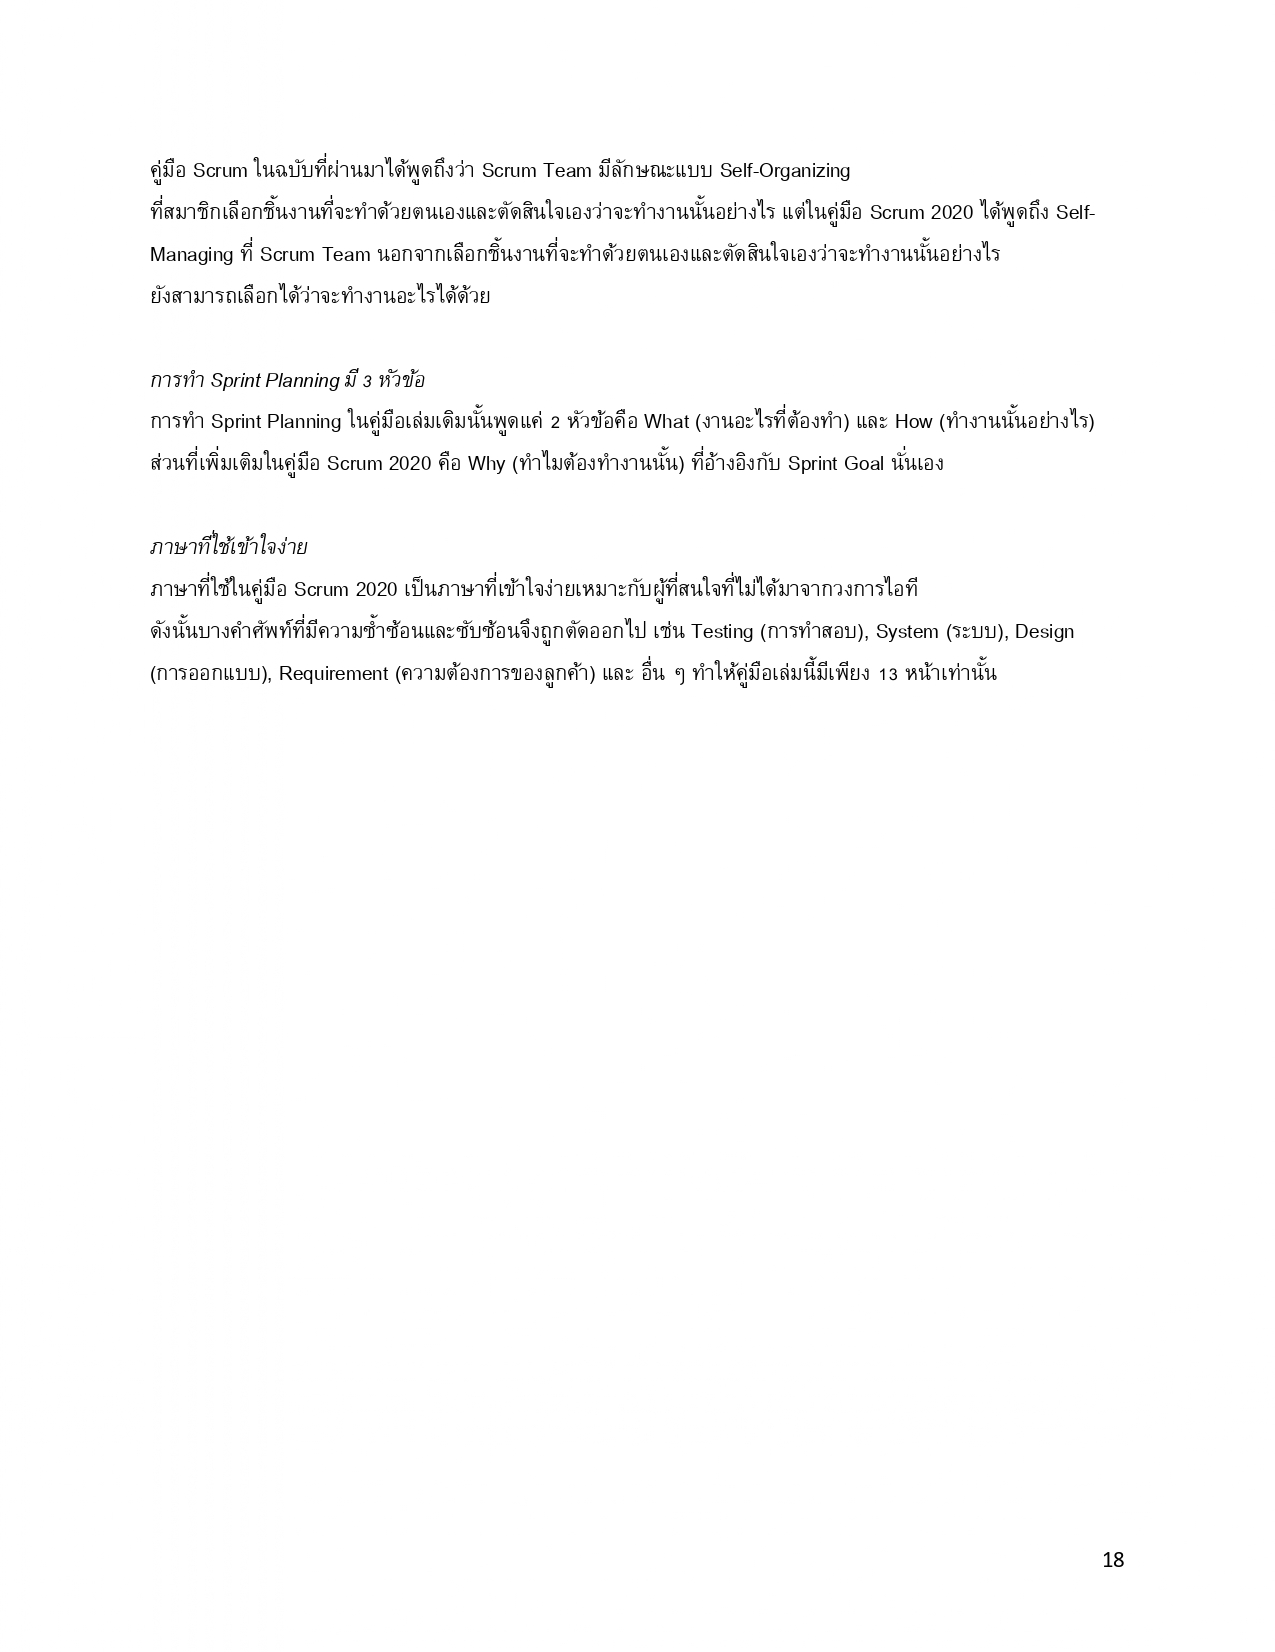 คู่มือ Scrum ในฉบับที่ผ่านมาได้พูดถึงว่า Scrum Team มีลักษณะแบบ Self-Organizing
ที่สมาชิกเลือกชิ้นงานที่จะทำด้วยตนเองและตัดสินใจเองว่าจะทำงานนั้นอย่างไร แต่ในคู่มือ Scrum 2020 ได้พูดถึง Self-
Managing ที่ Scrum Team นอกจากเลือกชิ้นงานที่จะทำด้วยตนเองและตัดสินใจเองว่าจะทำงานนั้นอย่างไร
ยังสามารถเลือกได้ว่าจะทำงานอะไรได้ด้วย
การทำ Sprint Planning มี 3 หัวข้อ
การทำ Sprint Planning ในคู่มือเล่มเดิมนั้นพูดแค่ 2 หัวข้อคือ What (งานอะไรที่ต้องทำ) และ How (ทำงานนั้นอย่างไร)
ส่วนที่เพิ่มเติมในคู่มือ Scrum 2020 คือ Why (ทำไมต้องทำงานนั้น) ที่อ้างอิงกับ Sprint Goal นั่นเอง
ภาษาที่ใช้เข้าใจง่าย
ภาษาที่ใช้ในคู่มือ Scrum 2020 เป็นภาษาที่เข้าใจง่ายเหมาะกับผู้ที่สนใจที่ไม่ได้มาจากวงการไอที
ดังนั้นบางคำศัพท์ที่มีความซ้ำซ้อนและซับซ้อนจึงถูกตัดออกไป เช่น Testing (การทำสอบ), System (ระบบ), Design
(การออกแบบ), Requirement (ความต้องการของลูกค้า) และ อื่น ๆ ทำให้คู่มือเล่มนี้มีเพียง 13 หน้าเท่านั้น
18